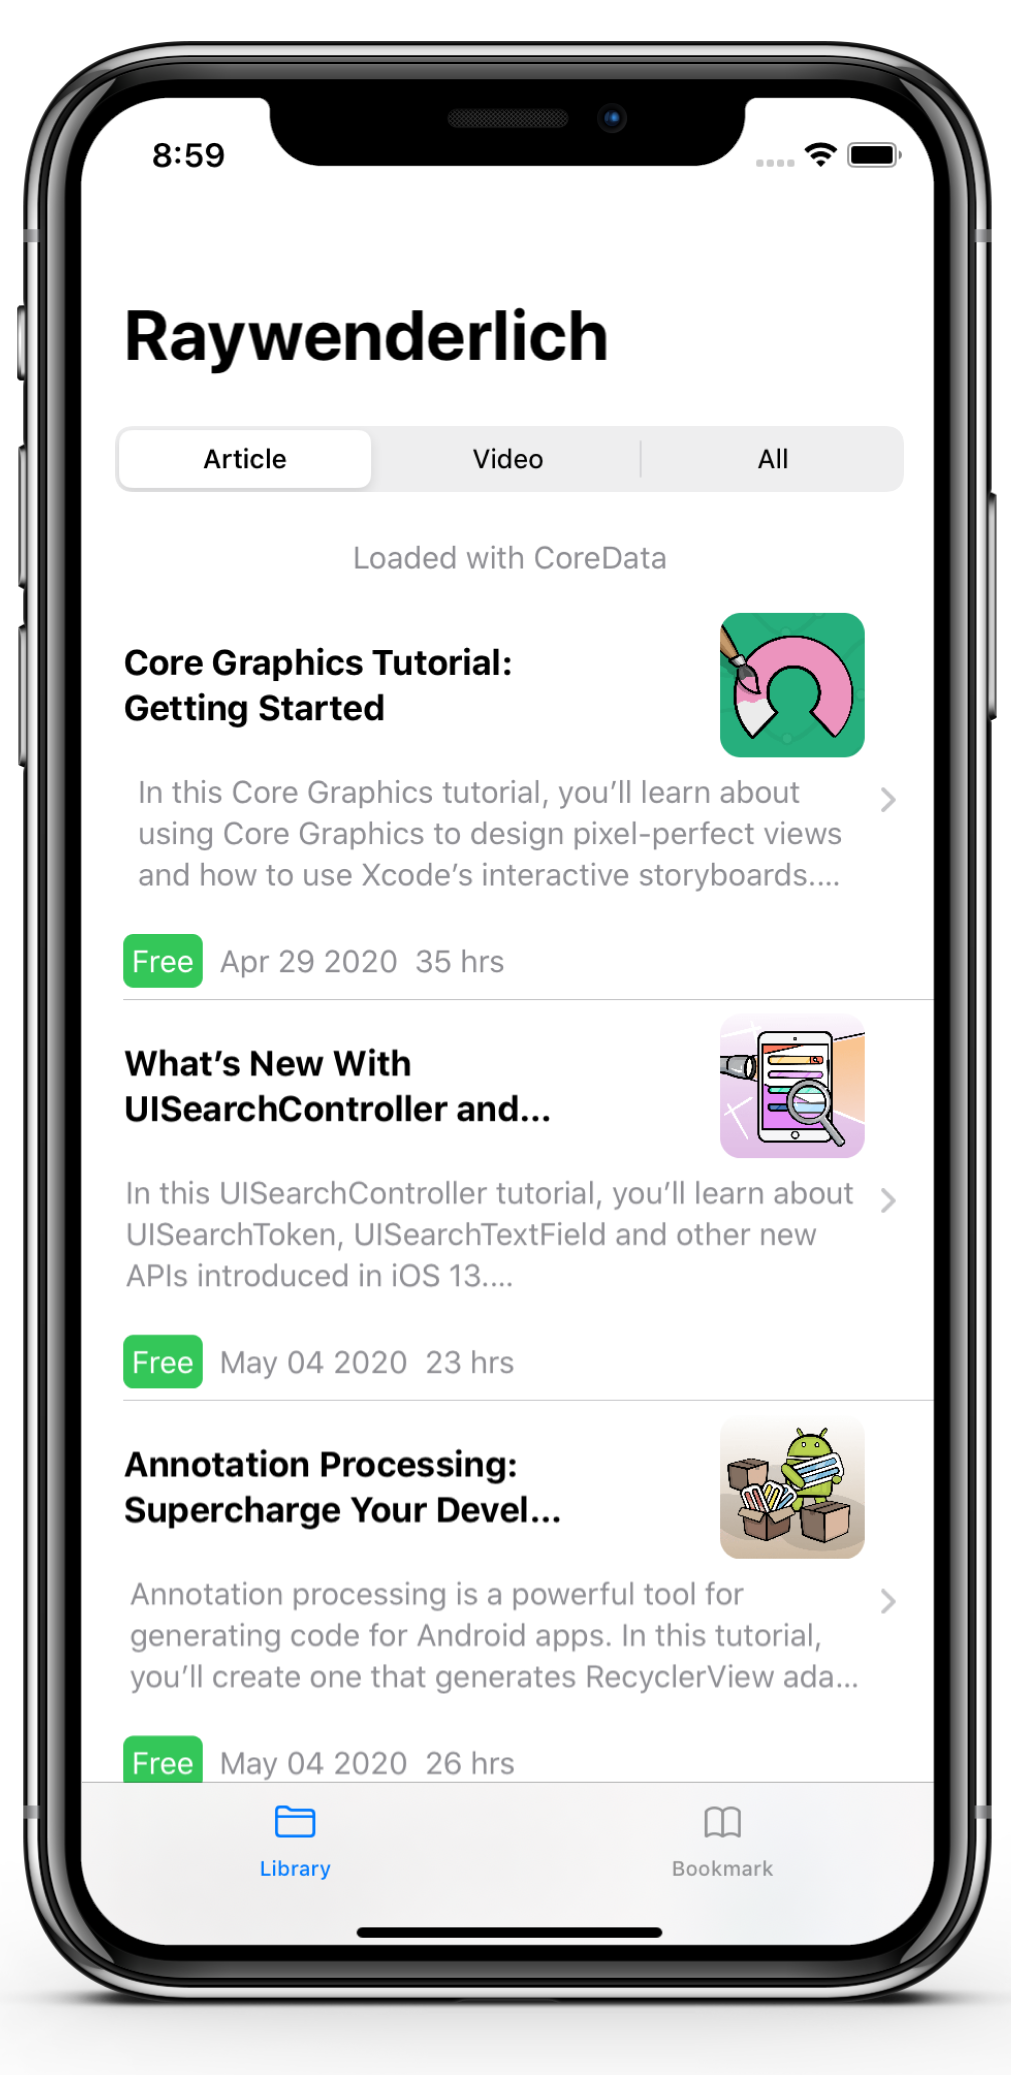 8:59
Raywenderlich
Article Video All
Loaded with CoreData
Core Graphics Tutorial:
Getting Started
In this Core Graphics tutorial, you’ll learn about
using Core Graphics to design pixel-perfect views
and how to use Xcode’s interactive storyboards....
Free Apr 29 2020 35 hrs
What’s New With
UISearchController and...
In this UISearchController tutorial, you’ll learn about
UISearchToken, UISearchTextField and other new
APIs introduced in iOS 13....
Free May 04 2020 23 hrs
Annotation Processing:
Supercharge Your Devel...
Annotation processing is a powerful tool for
generating code for Android apps. In this tutorial,
you’ll create one that generates RecyclerView ada...
Free May 04 2020 26 hrs
Library Bookmark